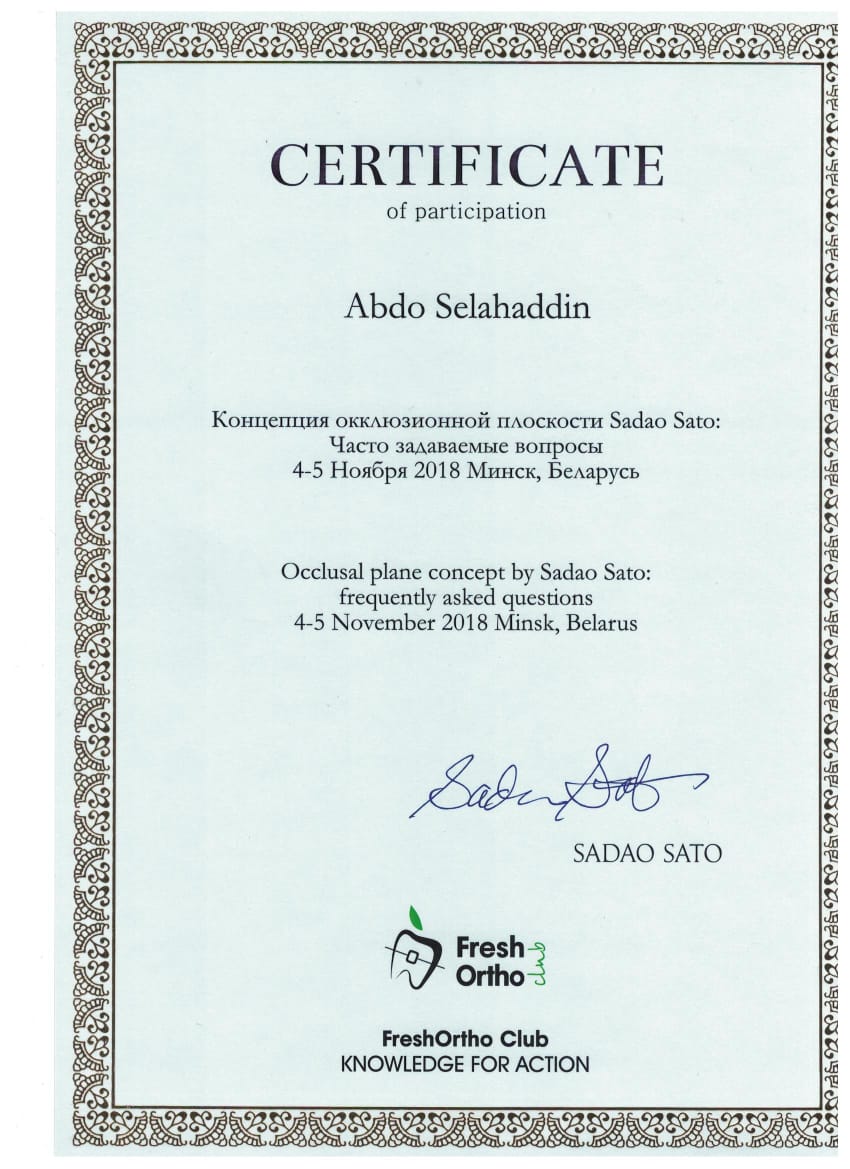 CERTIFICATE
of participation
Abdo Selahaddin
Концепция окклюзионной плоскости Sadao Sato:
Часто задаваемые вопросы
4-5 Ноября 2018 Минск, Беларусь
Occlusal plane concept by Sadao Sato:
frequently asked questions
4-5 November 2018 Minsk, Belarus
Sadao Sato
SADAO SATO
Fresh
Ortho
club
FreshOrtho Club
KNOWLEDGE FOR ACTION